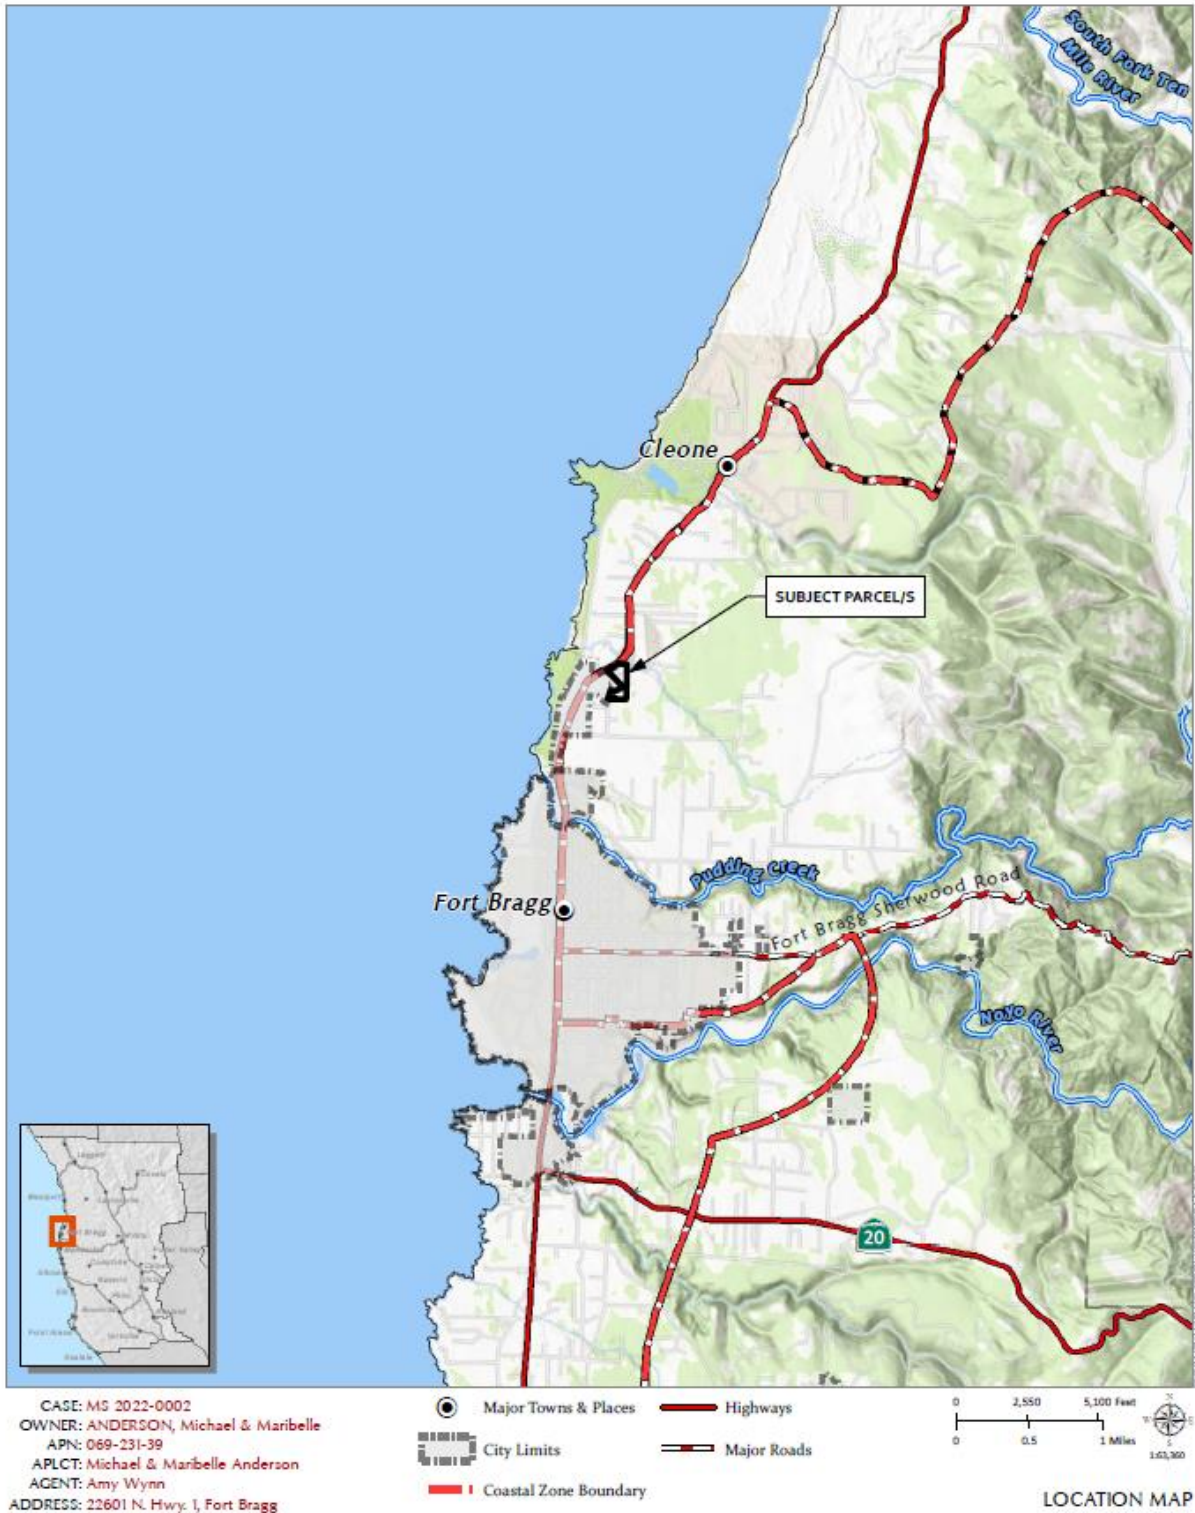 South Fork Ten
Mile River
Cleone
SUBJECT PARCEL/S
Pudding Creek
Fort Bragg
Fort Bragg Sherwood Road
Noyo River
20
CASE: MS 2022-0002
OWNER: ANDERSON, Michael & Maribelle
APN: 069-231-39
APLCT: Michael & Maribelle Anderson
AGENT: Amy Wynn
ADDRESS: 22601 N. Hwy. 1, Fort Bragg
Major Towns & Places
City Limits
Coastal Zone Boundary
Highways
Major Roads
0 2,550 5,100 Feet
0 0.5 1 Miles
1:63,360
LOCATION MAP